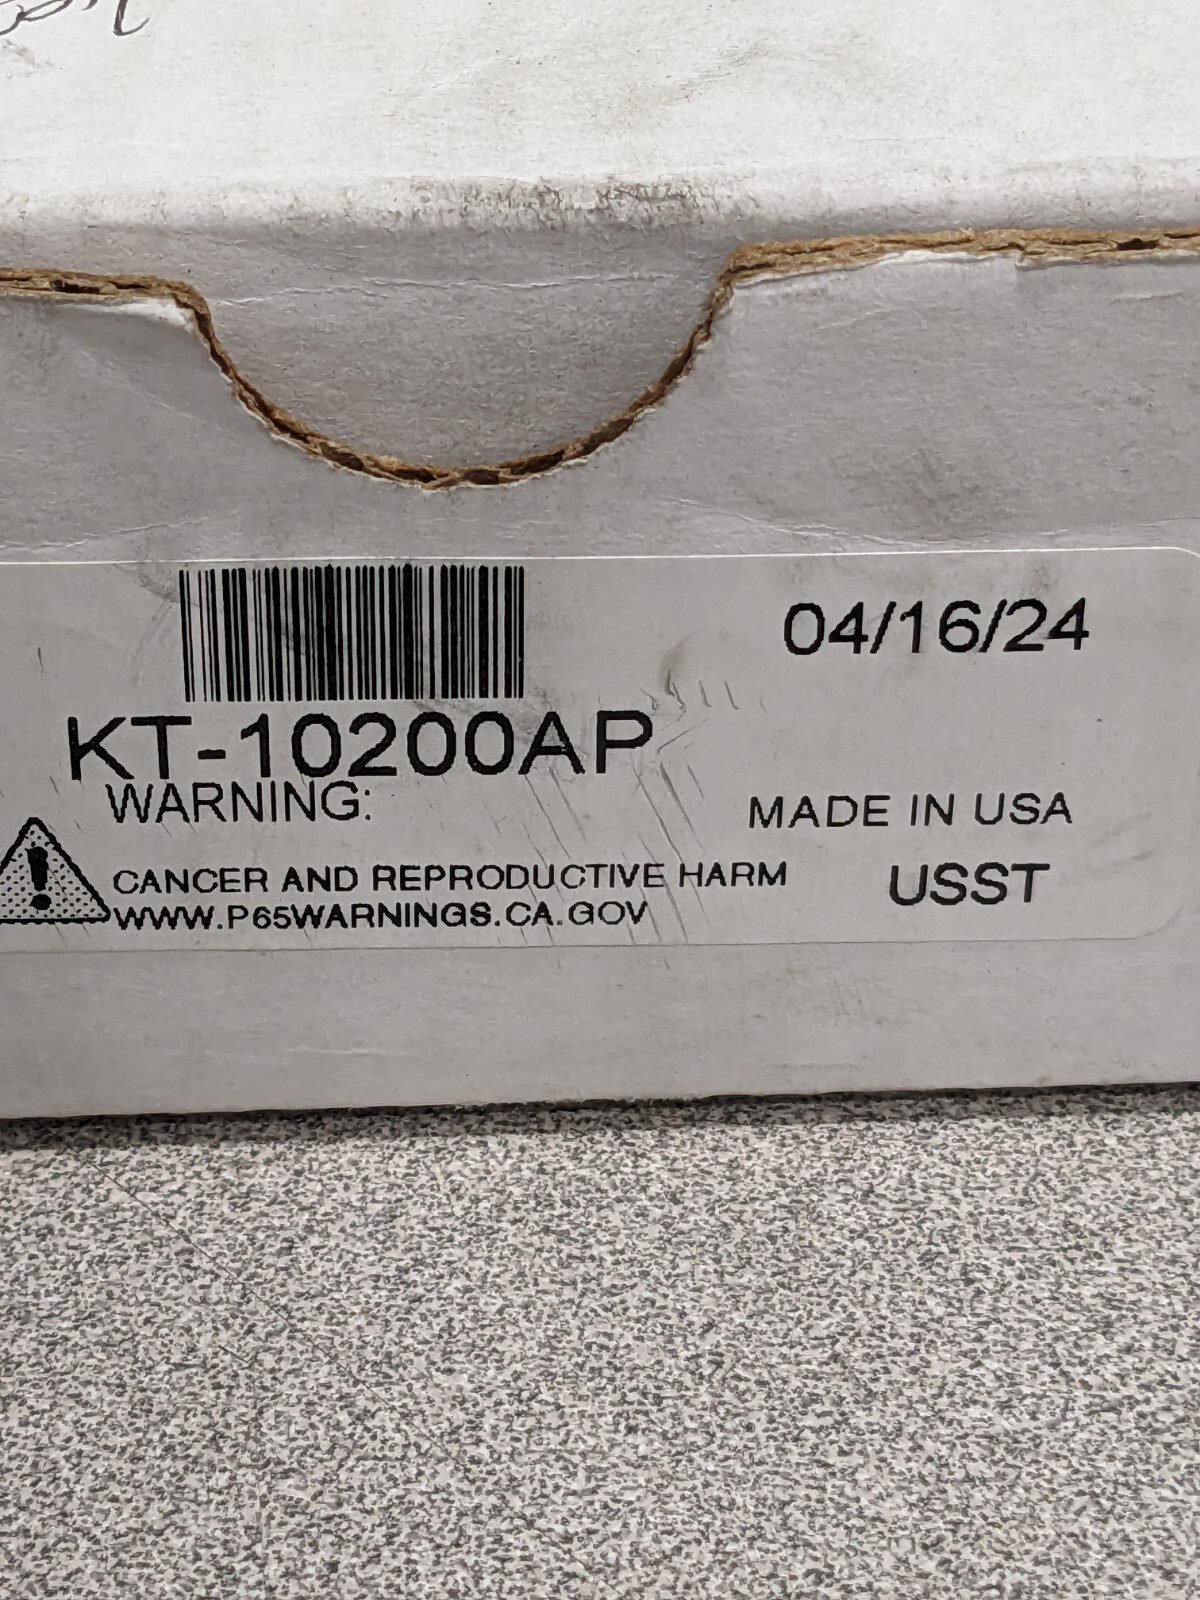 04/16/24
KT-10200AP
WARNING:
MADE IN USA
CANCER AND REPRODUCTIVE HARM
USST
WWW.P65WARNINGS.CA.GOV